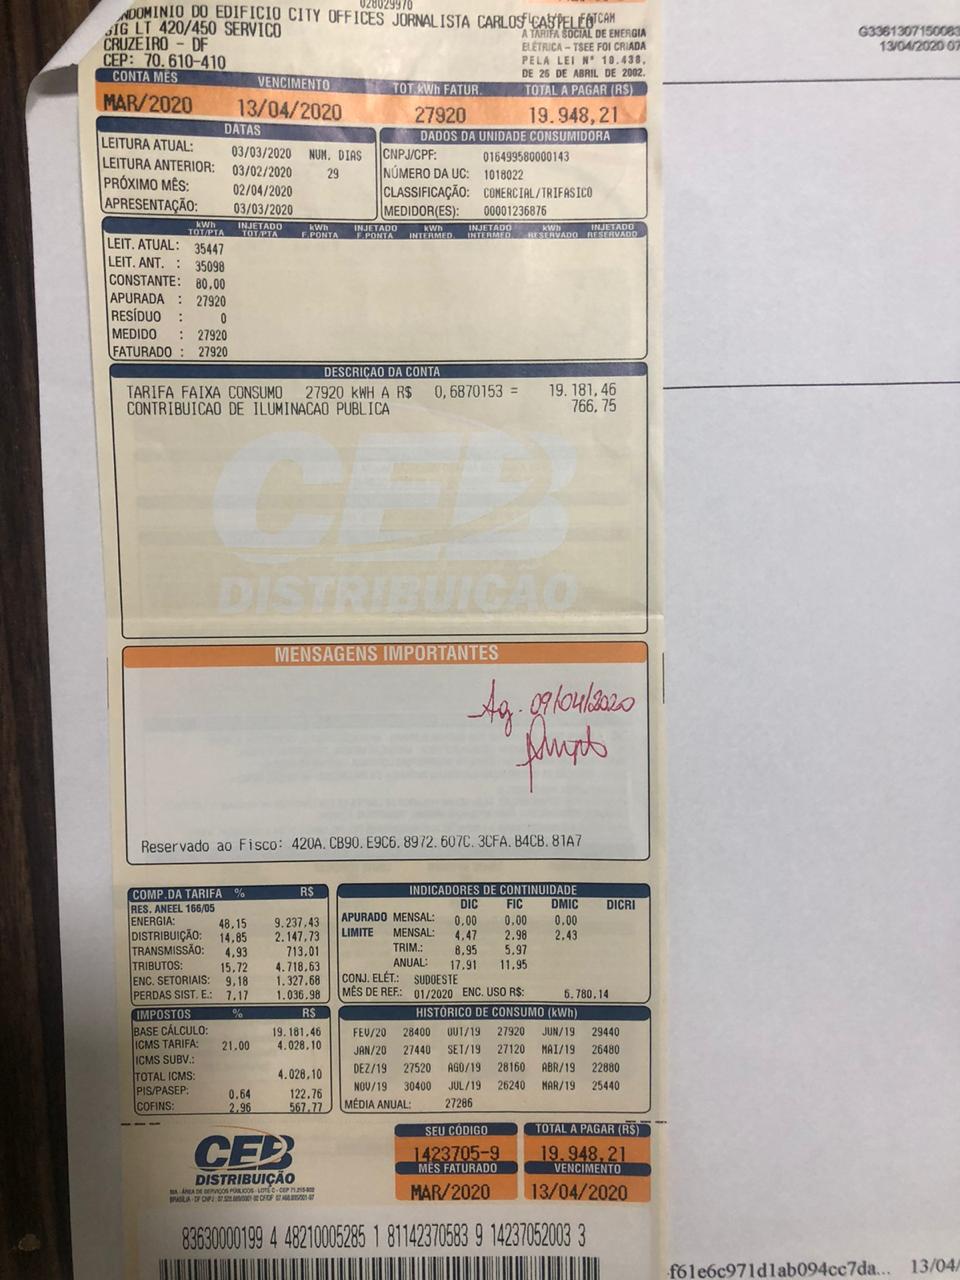 028029970
NDOMINIO DO EDIFICIO CITY OFFICES JORNALISTA CARLOS CASTELLO
SIG LT 420/450 SERVICO
CRUZEIRO - DF
CEP: 70.610-410
FATCAM
A TARIFA SOCIAL DE ENERGIA
ELÉTRICA - TSEE FOI CRIADA
PELA LEI Nº 10.438,
DE 26 DE ABRIL DE 2002.
G3361307150083
13/04/2020 07
CONTA MÊS VENCIMENTO TOT.kWh FATUR. TOTAL A PAGAR (R$)
MAR/2020 13/04/2020 27920 19.948,21
DATAS
LEITURA ATUAL: 03/03/2020 NUM. DIAS
LEITURA ANTERIOR: 03/02/2020 29
PRÓXIMO MÊS: 02/04/2020
APRESENTAÇÃO: 03/03/2020
DADOS DA UNIDADE CONSUMIDORA
CNPJ/CPF: 016499580000143
NÚMERO DA UC: 1018022
CLASSIFICAÇÃO: COMERCIAL/TRIFASICO
MEDIDOR(ES): 00001236876
kWh TOT/PTA INJETADO TOT/PTA kWh F.PONTA INJETADO F.PONTA kWh INTERMED. INJETADO INTERMED. kWh RESERVADO INJETADO RESERVADO
LEIT. ATUAL: 35447
LEIT. ANT. : 35098
CONSTANTE: 80,00
APURADA : 27920
RESÍDUO : 0
MEDIDO : 27920
FATURADO : 27920
DESCRIÇÃO DA CONTA
TARIFA FAIXA CONSUMO 27920 kWH A R$ 0,6870153 = 19.181,46
CONTRIBUICAO DE ILUMINACAO PUBLICA 766,75
CEB
DISTRIBUIÇÃO
MENSAGENS IMPORTANTES
Ag. 09/04/2020
Reservado ao Fisco: 420A.CB90.E9C6.8972.607C.3CFA.B4CB.81A7
COMP.DA TARIFA % R$
RES. ANEEL 166/05
ENERGIA: 48,15 9.237,43
DISTRIBUIÇÃO: 14,85 2.147,73
TRANSMISSÃO: 4,93 713,01
TRIBUTOS: 15,72 4.718,63
ENC. SETORIAIS: 9,18 1.327,68
PERDAS SIST. E.: 7,17 1.036,98
INDICADORES DE CONTINUIDADE
DIC FIC DMIC DICRI
APURADO MENSAL: 0,00 0,00 0,00
LIMITE MENSAL: 4,47 2,98 2,43
TRIM.: 8,95 5,97
ANUAL: 17,91 11,95
CONJ. ELÉT.: SUDOESTE
MÊS DE REF.: 01/2020 ENC. USO R$: 6.780,14
IMPOSTOS % R$
BASE CÁLCULO: 19.181,46
ICMS TARIFA: 21,00 4.028,10
ICMS SUBV.:
TOTAL ICMS: 4.028,10
PIS/PASEP: 0,64 122,76
COFINS: 2,96 567,77
HISTÓRICO DE CONSUMO (kWh)
FEV/20 28400 OUT/19 27920 JUN/19 29440
JAN/20 27440 SET/19 27120 MAI/19 26480
DEZ/19 27520 AGO/19 28160 ABR/19 22880
NOV/19 30400 JUL/19 26240 MAR/19 25440
MÉDIA ANUAL: 27286
CEB
DISTRIBUIÇÃO
SIA - ÁREA DE SERVIÇOS PÚBLICOS - LOTE C - CEP 71.215-902
SEU CÓDIGO TOTAL A PAGAR (R$)
1423705-9 19.948,21
MÊS FATURADO VENCIMENTO
MAR/2020 13/04/2020
83630000199 4 48210005285 1 81142370583 9 14237052003 3
f61e6c971d1ab094cc7da... 13/04/